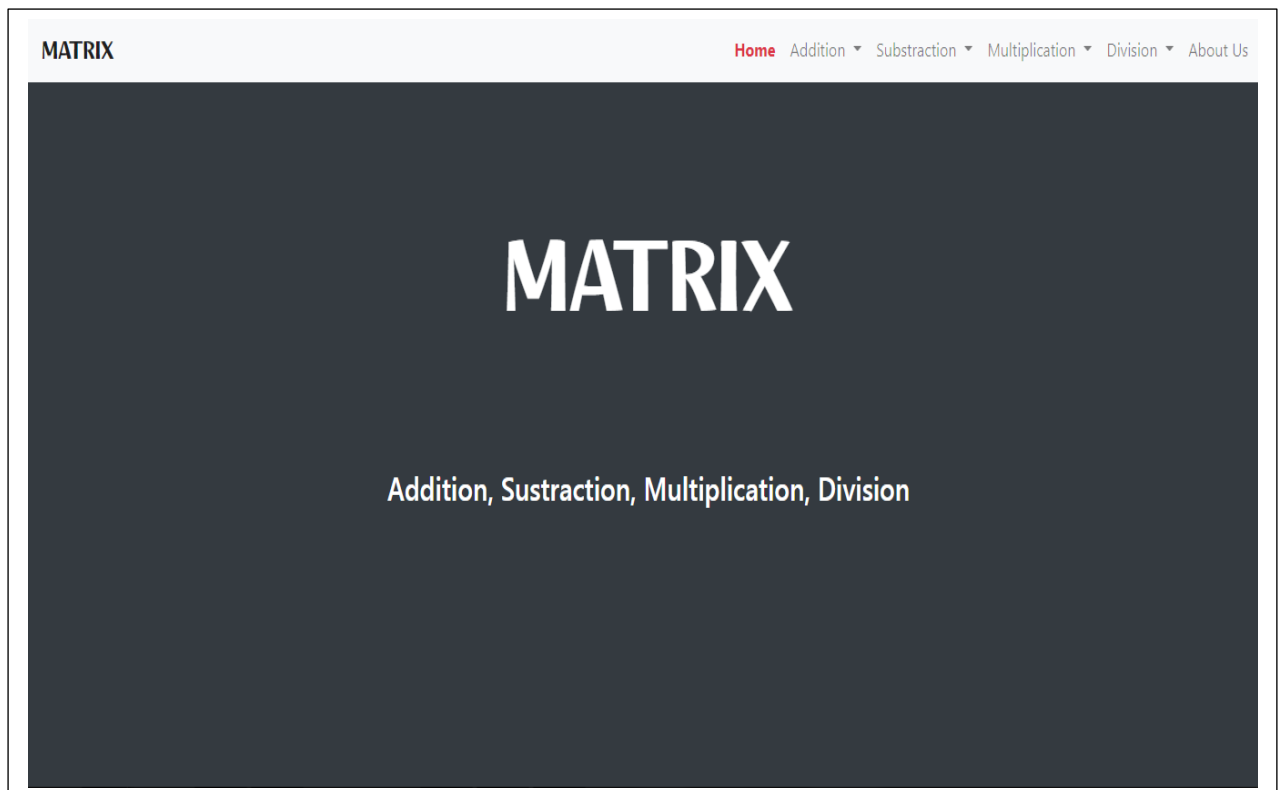 MATRIX Home Addition Substraction Multiplication Division About Us
MATRIX
Addition, Sustraction, Multiplication, Division